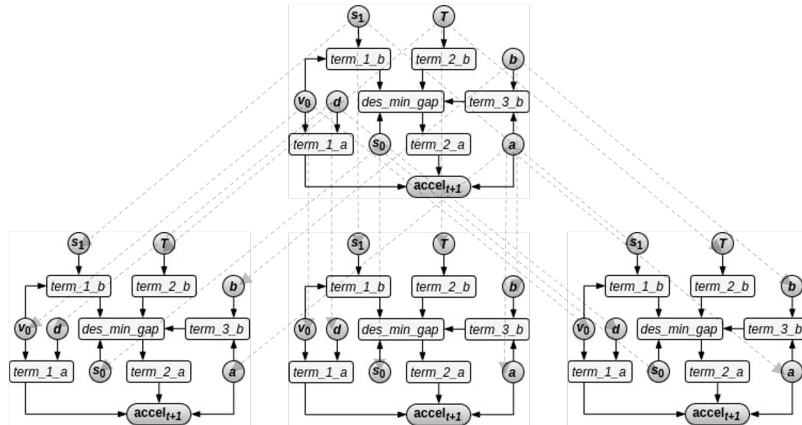 s₁ T
term_1_b term_2_b b
v₀ d des_min_gap term_3_b
term_1_a s₀ term_2_a a
accelₜ₊₁
s₁ T
term_1_b term_2_b b
v₀ d des_min_gap term_3_b
term_1_a s₀ term_2_a a
accelₜ₊₁
s₁ T
term_1_b term_2_b b
v₀ d des_min_gap term_3_b
term_1_a s₀ term_2_a a
accelₜ₊₁
s₁ T
term_1_b term_2_b b
v₀ d des_min_gap term_3_b
term_1_a s₀ term_2_a a
accelₜ₊₁